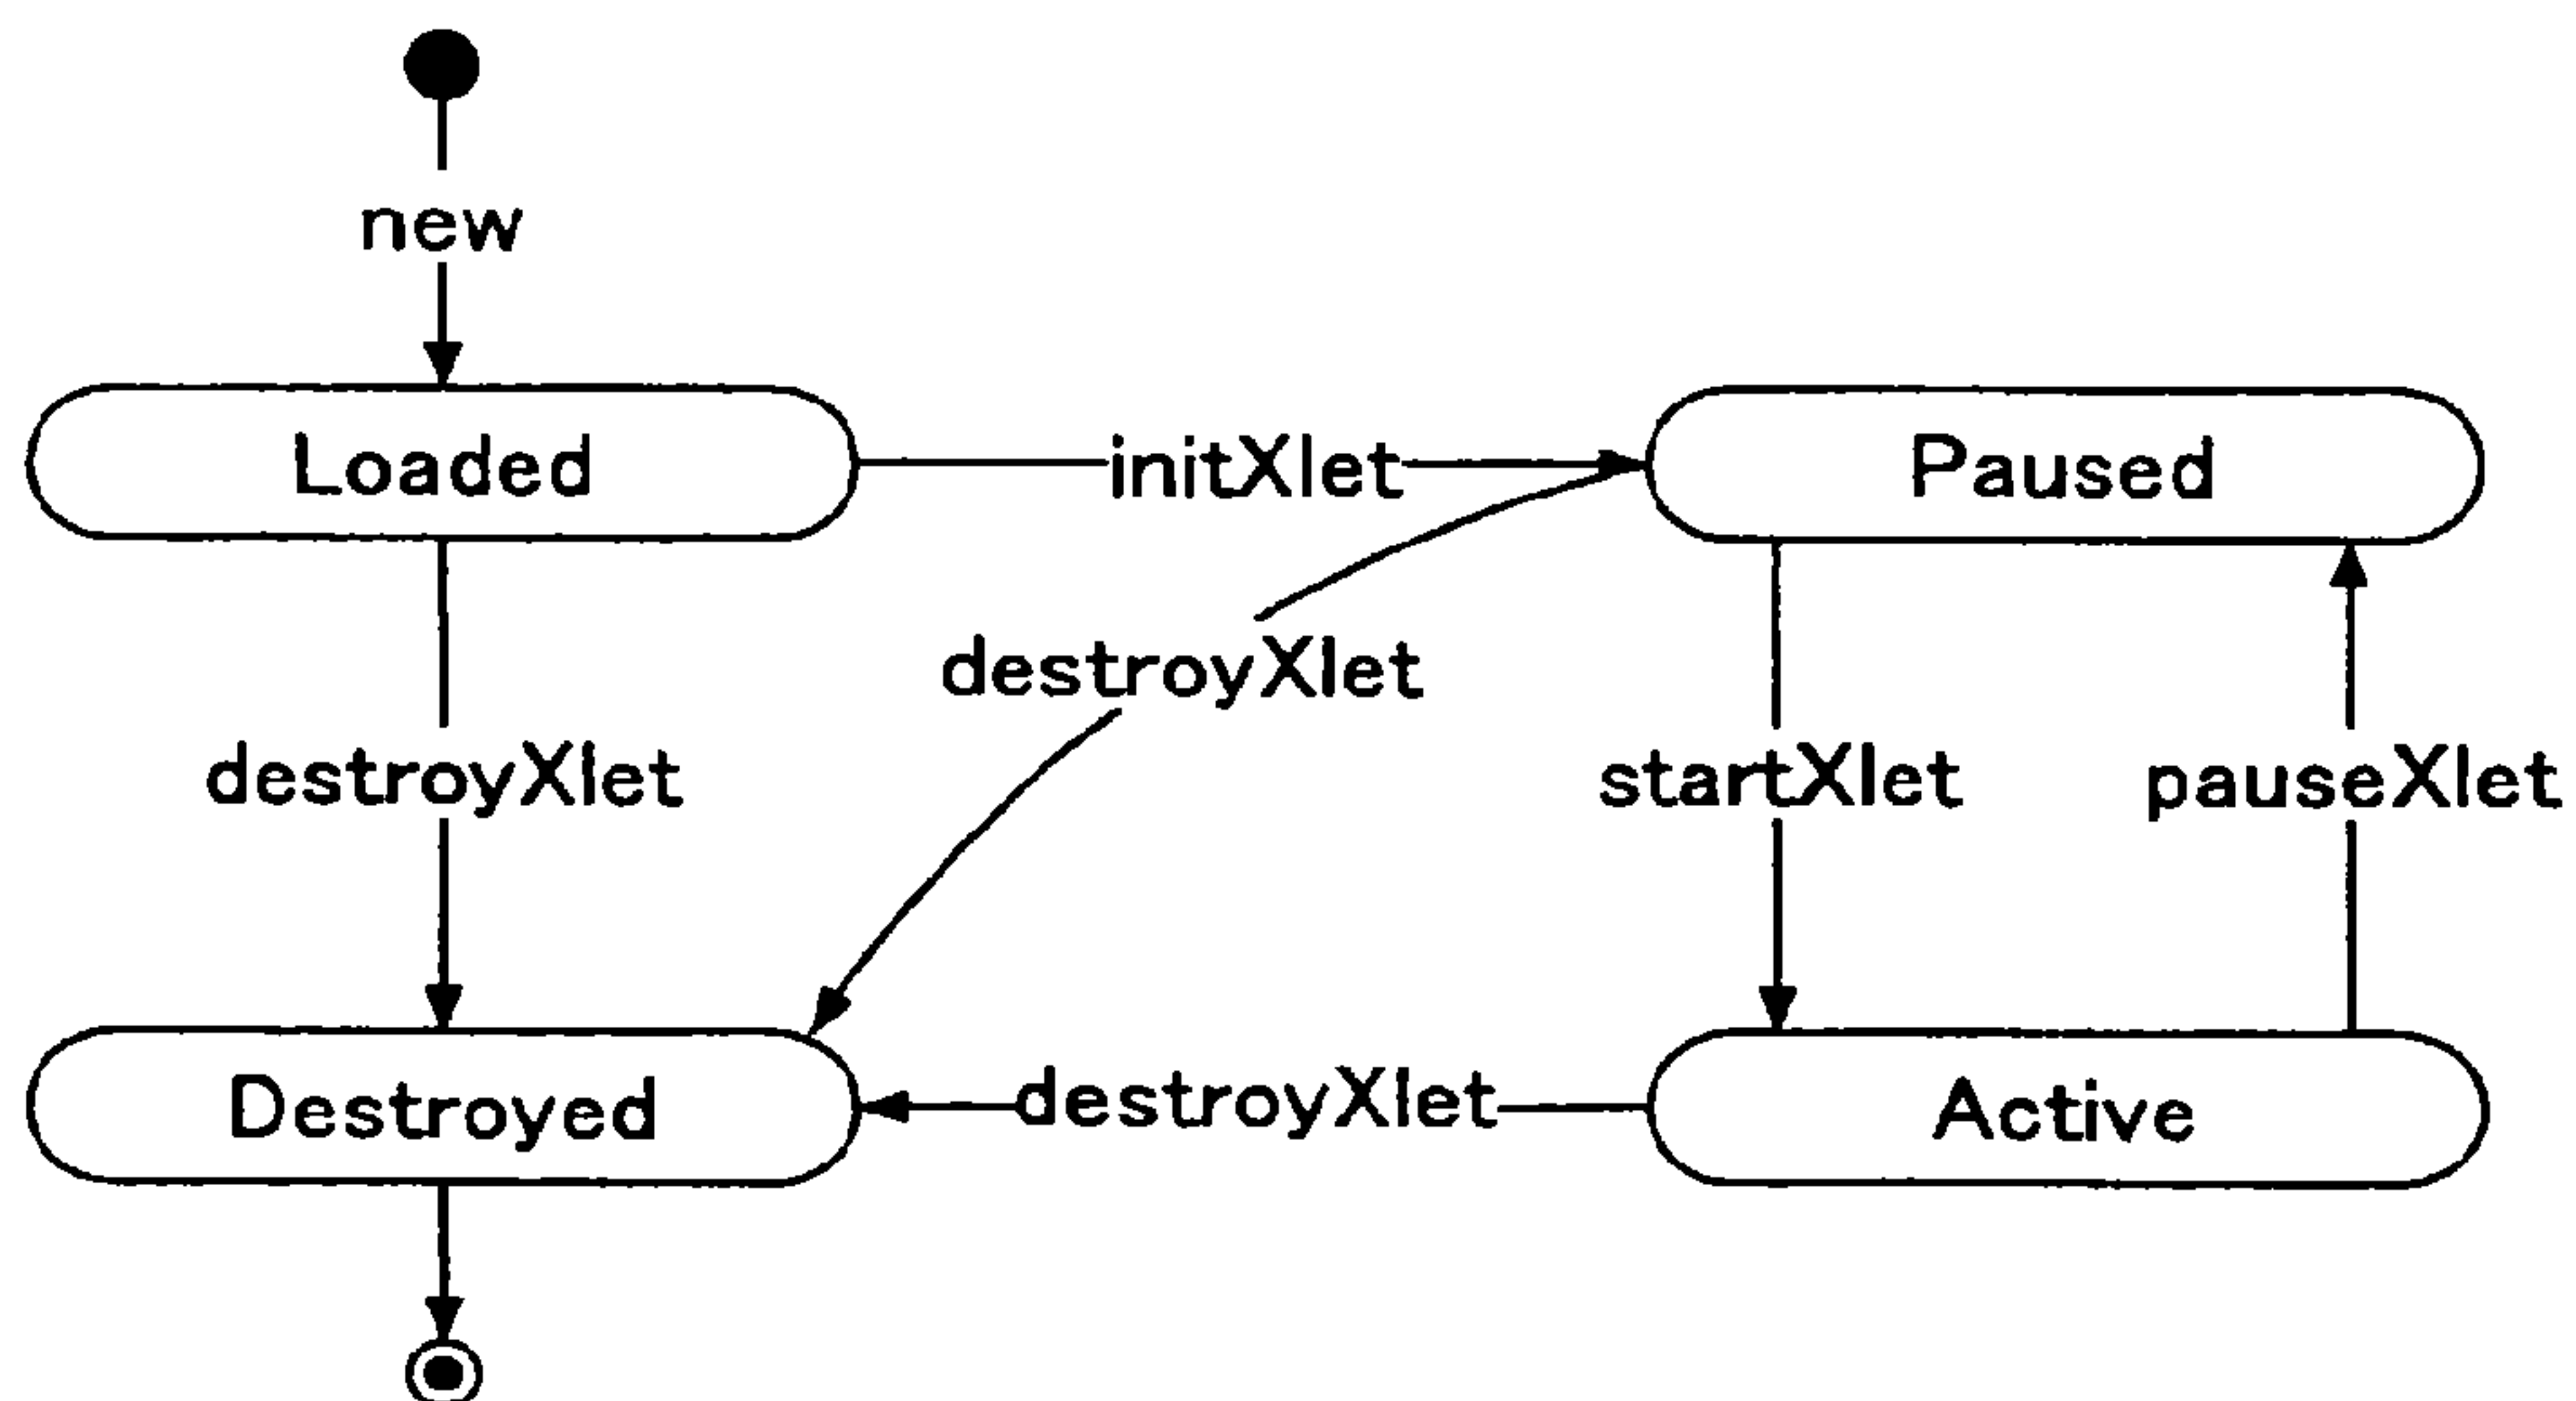 new
Loaded
initXlet
Paused
destroyXlet
destroyXlet
startXlet
pauseXlet
Destroyed
destroyXlet
Active